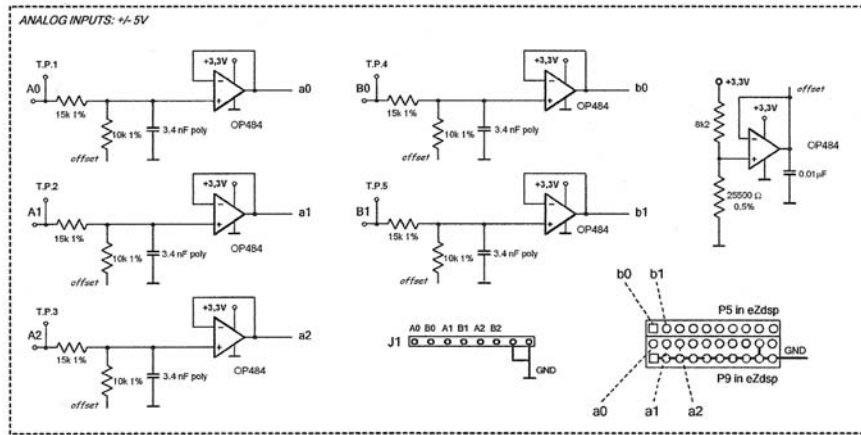 ANALOG INPUTS: +/- 5V
T.P.1
A0
15k 1%
10k 1%
offset
3.4 nF poly
+3,3V
OP484
a0
T.P.4
B0
15k 1%
10k 1%
offset
3.4 nF poly
+3,3V
OP484
b0
+3,3V
8k2
25500 Ω
0.5%
+3,3V
offset
OP484
0.01µF
T.P.2
A1
15k 1%
10k 1%
offset
3.4 nF poly
+3,3V
OP484
a1
T.P.5
B1
15k 1%
10k 1%
offset
3.4 nF poly
+3,3V
OP484
b1
T.P.3
A2
15k 1%
10k 1%
offset
3.4 nF poly
+3,3V
OP484
a2
J1
A0 B0 A1 B1 A2 B2
GND
b0
b1
P5 in eZdsp
GND
P9 in eZdsp
a0
a1
a2